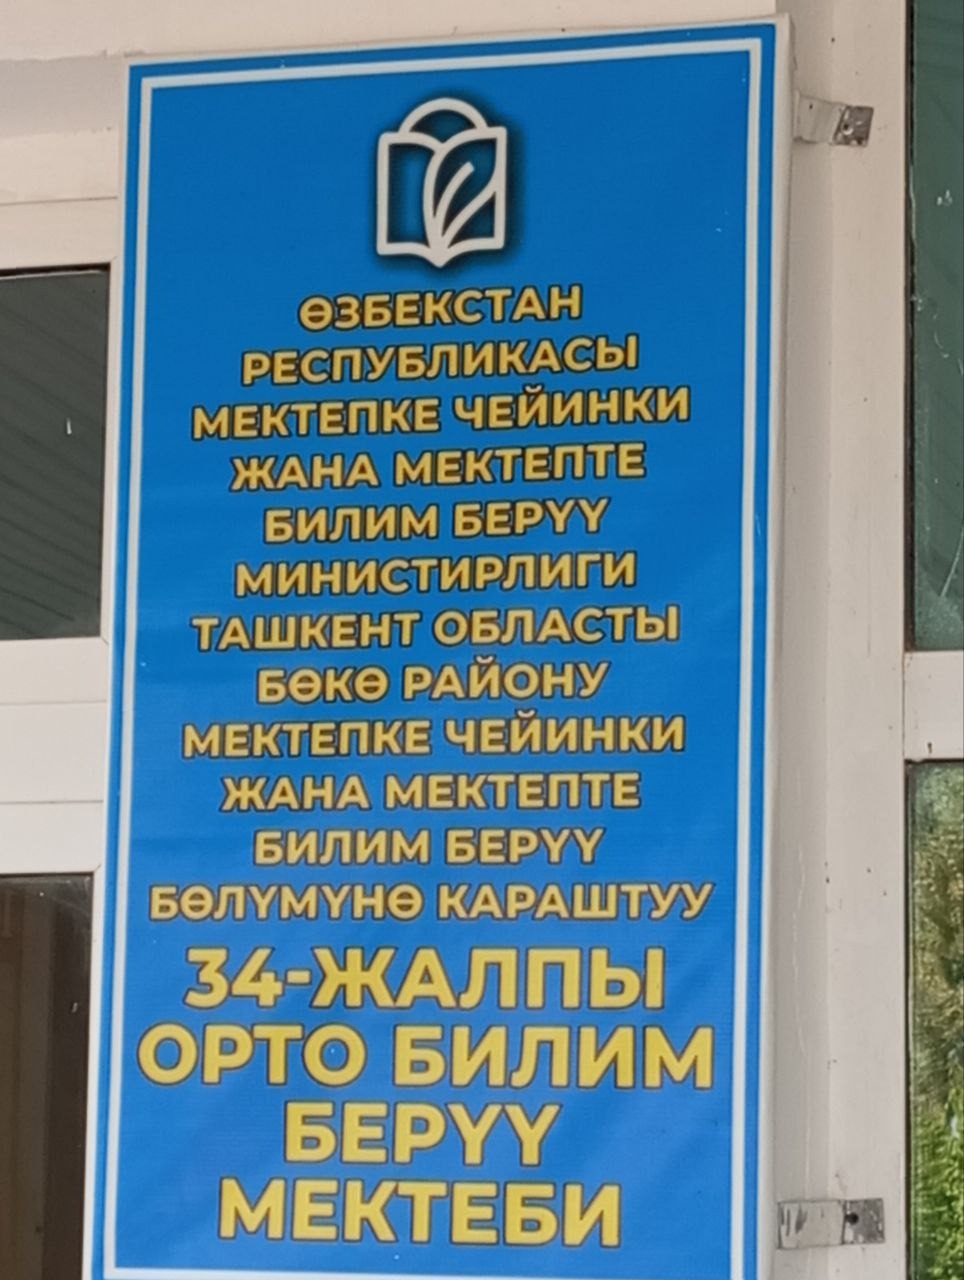 ӨЗБЕКСТАН
РЕСПУБЛИКАСЫ
МЕКТЕПКЕ ЧЕЙИНКИ
ЖАНА МЕКТЕПТЕ
БИЛИМ БЕРҮҮ
МИНИСТИРЛИГИ
ТАШКЕНТ ОБЛАСТЫ
БӨКӨ РАЙОНУ
МЕКТЕПКЕ ЧЕЙИНКИ
ЖАНА МЕКТЕПТЕ
БИЛИМ БЕРҮҮ
БӨЛҮМҮНӨ КАРАШТУУ
34-ЖАЛПЫ
ОРТО БИЛИМ
БЕРҮҮ
МЕКТЕБИ